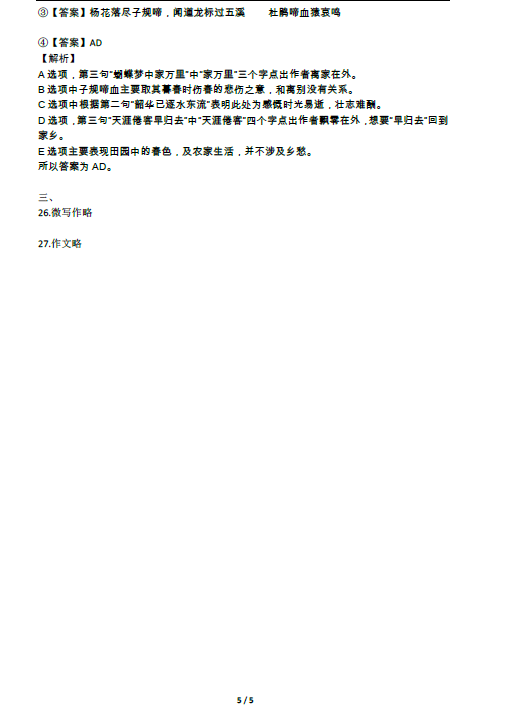 ③【答案】杨花落尽子规啼，闻道龙标过五溪 杜鹃啼血猿哀鸣
④【答案】AD
【解析】
A 选项，第三句"蝴蝶梦中家万里"中"家万里"三个字点出作者离家在外。
B 选项中子规啼血主要取其暮春时伤春的悲伤之意，和离别没有关系。
C 选项中根据第二句"韶华已逐水东流"表明此处为感慨时光易逝，壮志难酬。
D 选项，第三句"天涯倦客早归去"中"天涯倦客"四个字点出作者飘零在外，想要"早归去"回到
家乡。
E 选项主要表现田园中的春色，及农家生活，并不涉及乡愁。
所以答案为 AD。
三、
26.微写作略
27.作文略
5 / 5